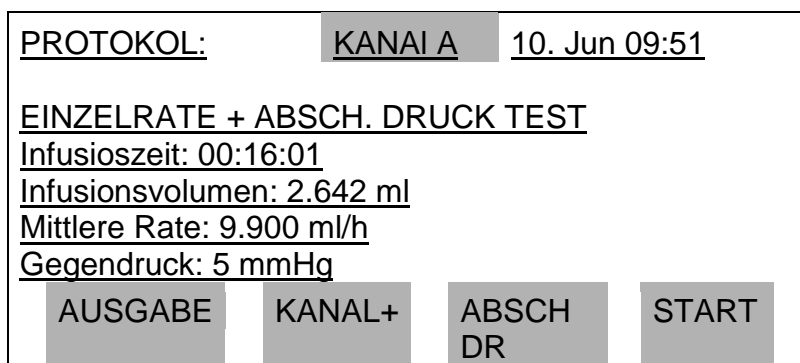 PROTOKOL: KANAI A 10. Jun 09:51
EINZELRATE + ABSCH. DRUCK TEST
Infusioszeit: 00:16:01
Infusionsvolumen: 2.642 ml
Mittlere Rate: 9.900 ml/h
Gegendruck: 5 mmHg
AUSGABE KANAL+ ABSCH START
DR